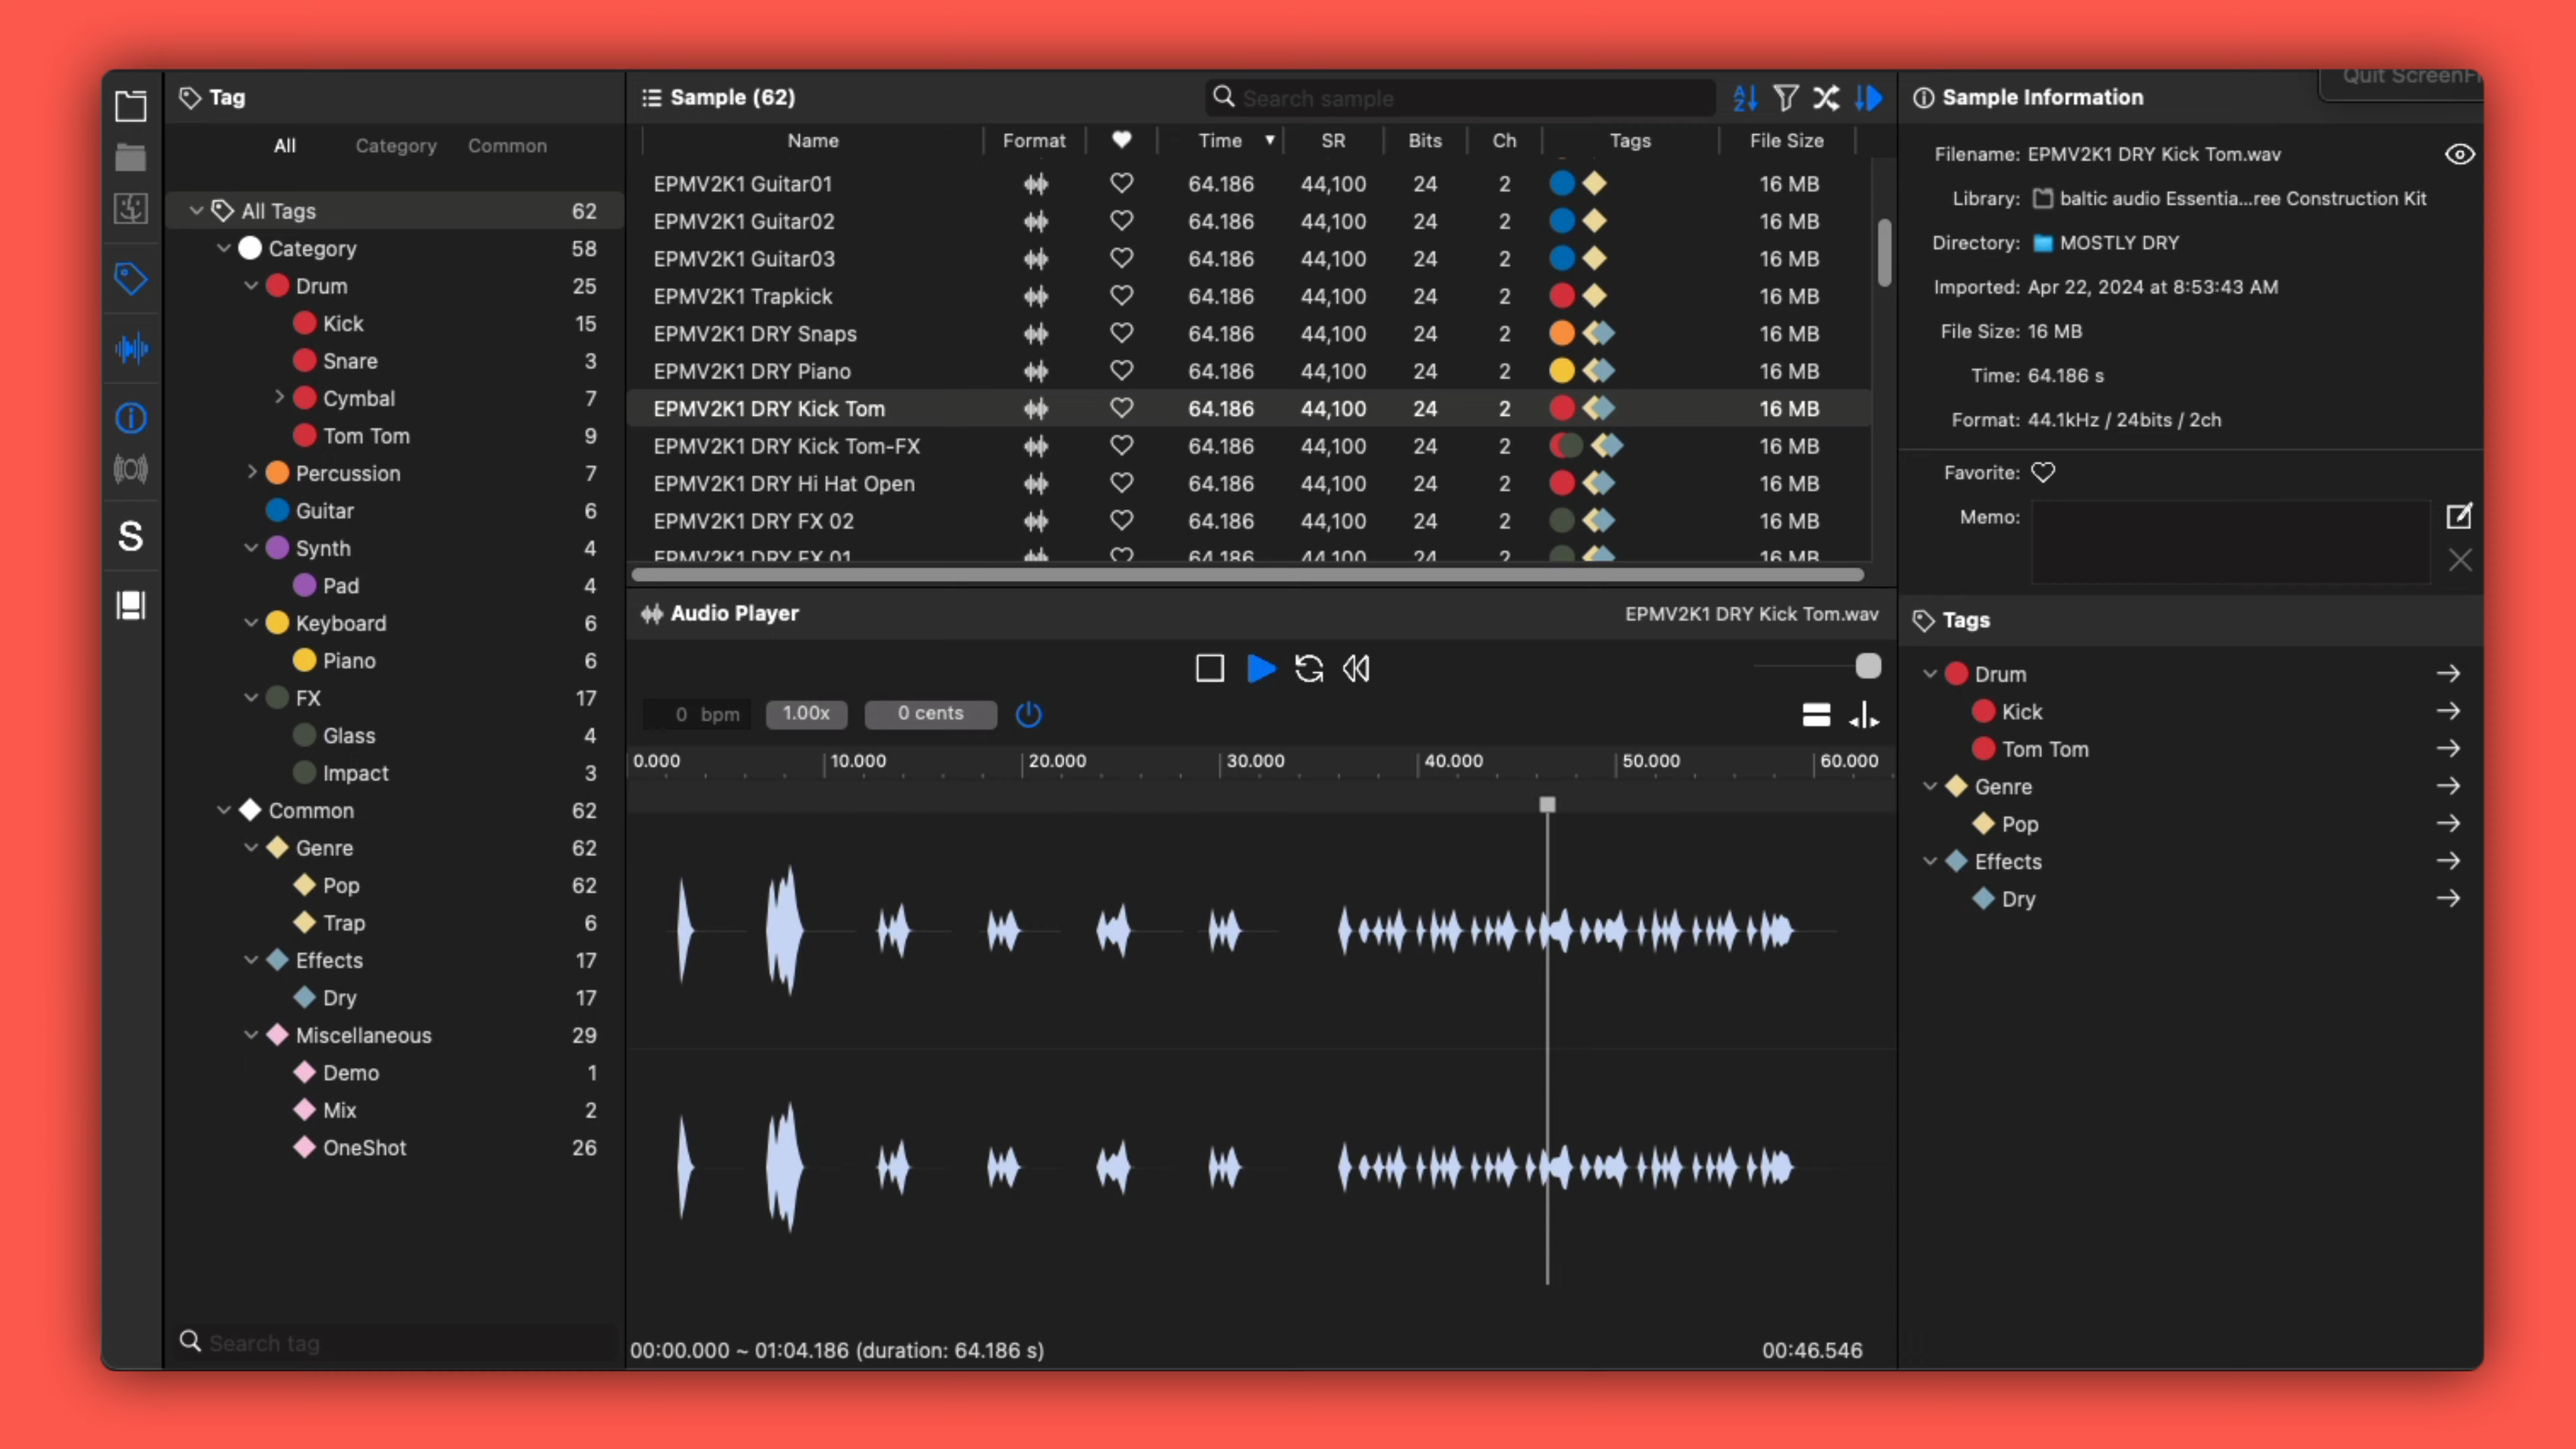 Tag
All Category Common
All Tags 62
Category 58
Drum 25
Kick 15
Snare 3
Cymbal 7
Tom Tom 9
Percussion 7
Guitar 6
Synth 4
Pad 4
Keyboard 6
Piano 6
FX 17
Glass 4
Impact 3
Common 62
Genre 62
Pop 62
Trap 6
Effects 17
Dry 17
Miscellaneous 29
Demo 1
Mix 2
OneShot 26
Search tag
S
Sample (62) Search sample
Name Format Time SR Bits Ch Tags File Size
EPMV2K1 Guitar01 64.186 44,100 24 2 16 MB
EPMV2K1 Guitar02 64.186 44,100 24 2 16 MB
EPMV2K1 Guitar03 64.186 44,100 24 2 16 MB
EPMV2K1 Trapkick 64.186 44,100 24 2 16 MB
EPMV2K1 DRY Snaps 64.186 44,100 24 2 16 MB
EPMV2K1 DRY Piano 64.186 44,100 24 2 16 MB
EPMV2K1 DRY Kick Tom 64.186 44,100 24 2 16 MB
EPMV2K1 DRY Kick Tom-FX 64.186 44,100 24 2 16 MB
EPMV2K1 DRY Hi Hat Open 64.186 44,100 24 2 16 MB
EPMV2K1 DRY FX 02 64.186 44,100 24 2 16 MB
EPMV2K1 DRY FX 01 64.186 44,100 24 2 16 MB
Audio Player EPMV2K1 DRY Kick Tom.wav
0 bpm 1.00x 0 cents
0.000 10.000 20.000 30.000 40.000 50.000 60.000
00:00.000 ~ 01:04.186 (duration: 64.186 s) 00:46.546
Quit
Sample Information
Filename: EPMV2K1 DRY Kick Tom.wav
Library: baltic audio Essentia...ree Construction Kit
Directory: MOSTLY DRY
Imported: Apr 22, 2024 at 8:53:43 AM
File Size: 16 MB
Time: 64.186 s
Format: 44.1kHz / 24bits / 2ch
Favorite:
Memo:
Tags
Drum
Kick
Tom Tom
Genre
Pop
Effects
Dry